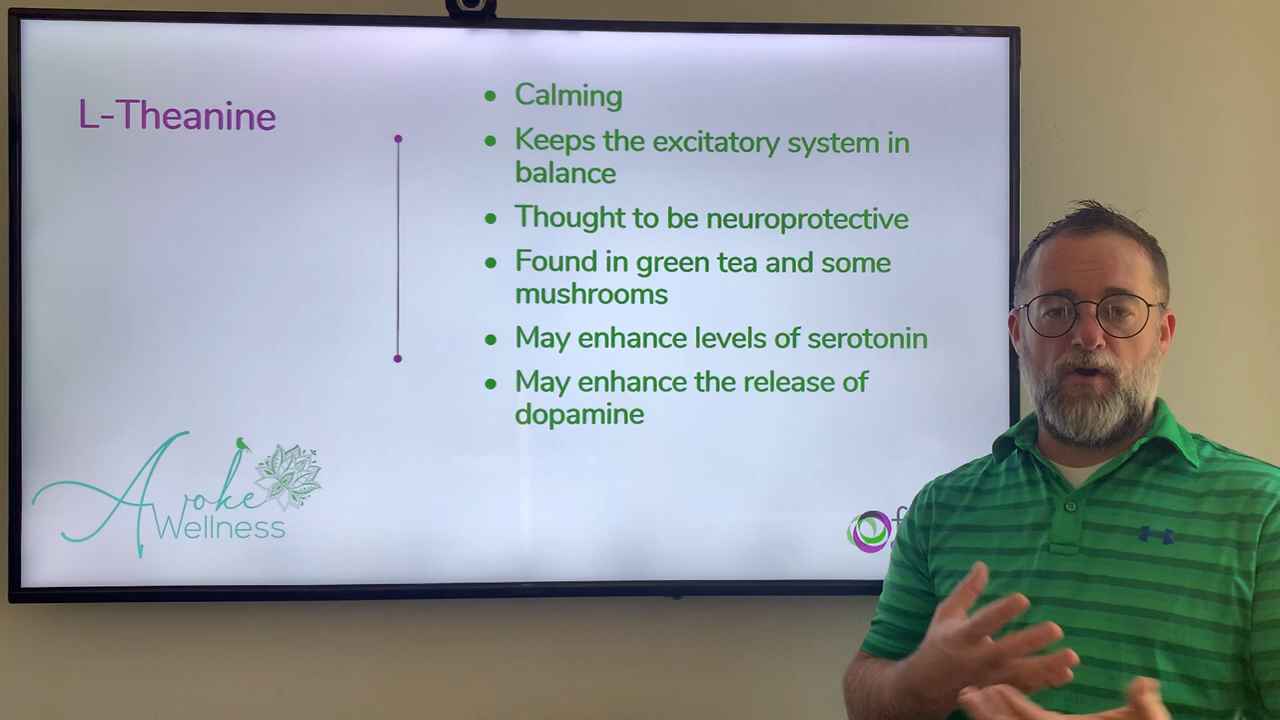 L-Theanine
• Calming
• Keeps the excitatory system in
balance
• Thought to be neuroprotective
• Found in green tea and some
mushrooms
• May enhance levels of serotonin
• May enhance the release of
dopamine
Awoke
Wellness